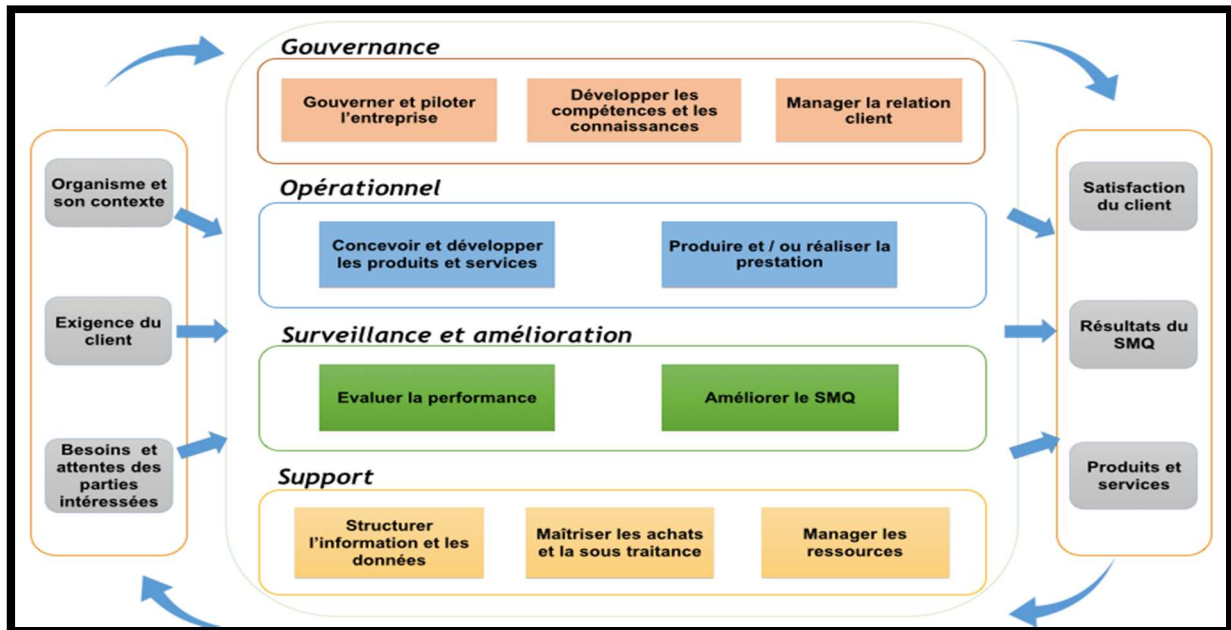 Gouvernance
Gouverner et piloter
l'entreprise
Développer les
compétences et les
connaissances
Manager la relation
client
Organisme et
son contexte
Exigence du
client
Besoins et
attentes des
parties
intéressées
Opérationnel
Concevoir et développer
les produits et services
Produire et / ou réaliser la
prestation
Surveillance et amélioration
Evaluer la performance
Améliorer le SMQ
Support
Structurer
l'information et les
données
Maîtriser les achats
et la sous traitance
Manager les
ressources
Satisfaction
du client
Résultats du
SMQ
Produits et
services